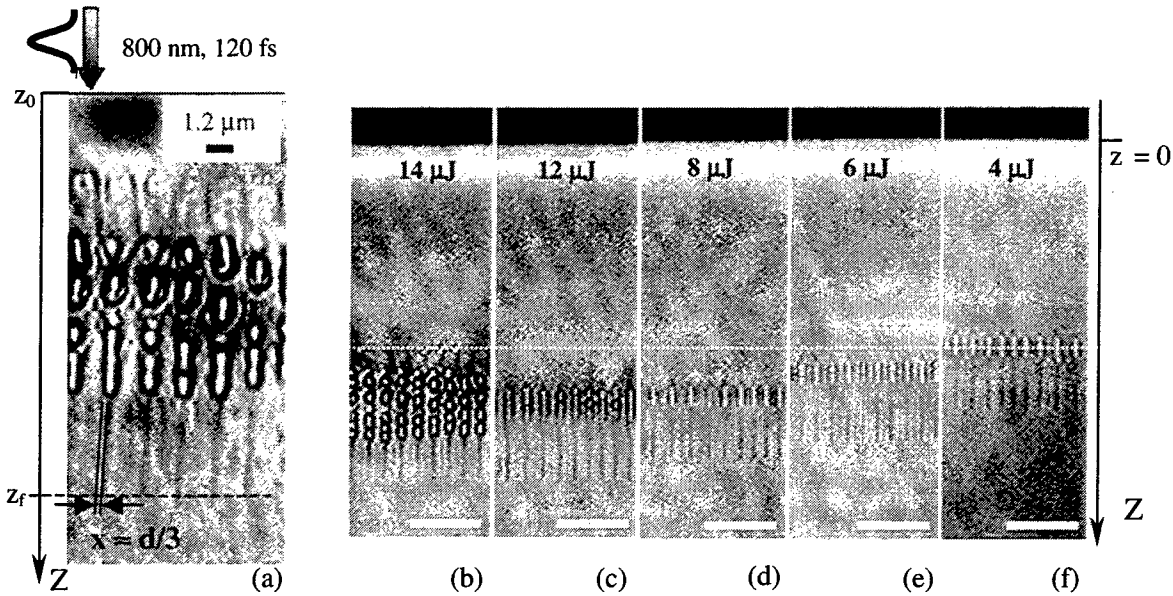 800 nm, 120 fs
z₀
1.2 µm
z_f
x = d/3
Z
(a)
14 µJ
12 µJ
8 µJ
6 µJ
4 µJ
z = 0
Z
(b)
(c)
(d)
(e)
(f)